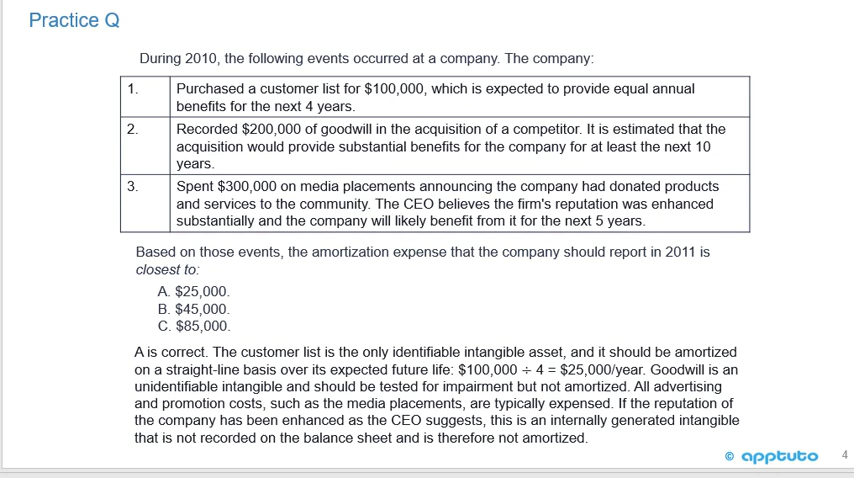 Practice Q
During 2010, the following events occurred at a company. The company:
1. Purchased a customer list for $100,000, which is expected to provide equal annual
benefits for the next 4 years.
2. Recorded $200,000 of goodwill in the acquisition of a competitor. It is estimated that the
acquisition would provide substantial benefits for the company for at least the next 10
years.
3. Spent $300,000 on media placements announcing the company had donated products
and services to the community. The CEO believes the firm's reputation was enhanced
substantially and the company will likely benefit from it for the next 5 years.
Based on those events, the amortization expense that the company should report in 2011 is
closest to:
A. $25,000.
B. $45,000.
C. $85,000.
A is correct. The customer list is the only identifiable intangible asset, and it should be amortized
on a straight-line basis over its expected future life: $100,000 ÷ 4 = $25,000/year. Goodwill is an
unidentifiable intangible and should be tested for impairment but not amortized. All advertising
and promotion costs, such as the media placements, are typically expensed. If the reputation of
the company has been enhanced as the CEO suggests, this is an internally generated intangible
that is not recorded on the balance sheet and is therefore not amortized.
© apptuto 4